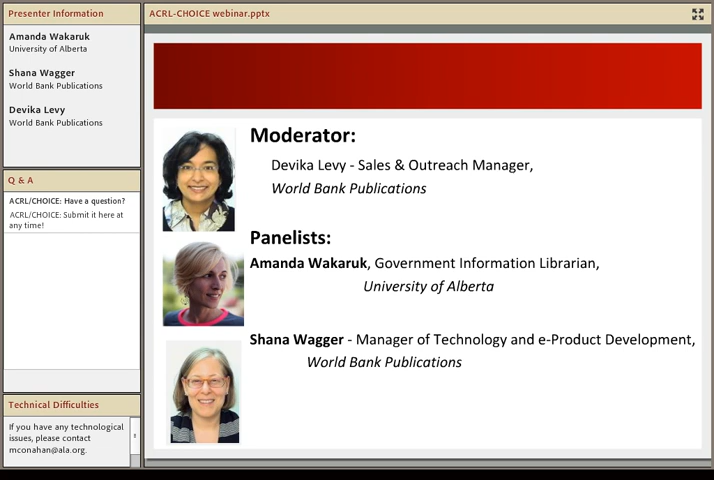 Presenter Information
Amanda Wakaruk
University of Alberta
Shana Wagger
World Bank Publications
Devika Levy
World Bank Publications
Q & A
ACRL/CHOICE: Have a question?
ACRL/CHOICE: Submit it here at
any time!
Technical Difficulties
If you have any technological
issues, please contact
mconahan@ala.org.
ACRL-CHOICE webinar.pptx
Moderator:
Devika Levy - Sales & Outreach Manager,
World Bank Publications
Panelists:
Amanda Wakaruk, Government Information Librarian,
University of Alberta
Shana Wagger - Manager of Technology and e-Product Development,
World Bank Publications